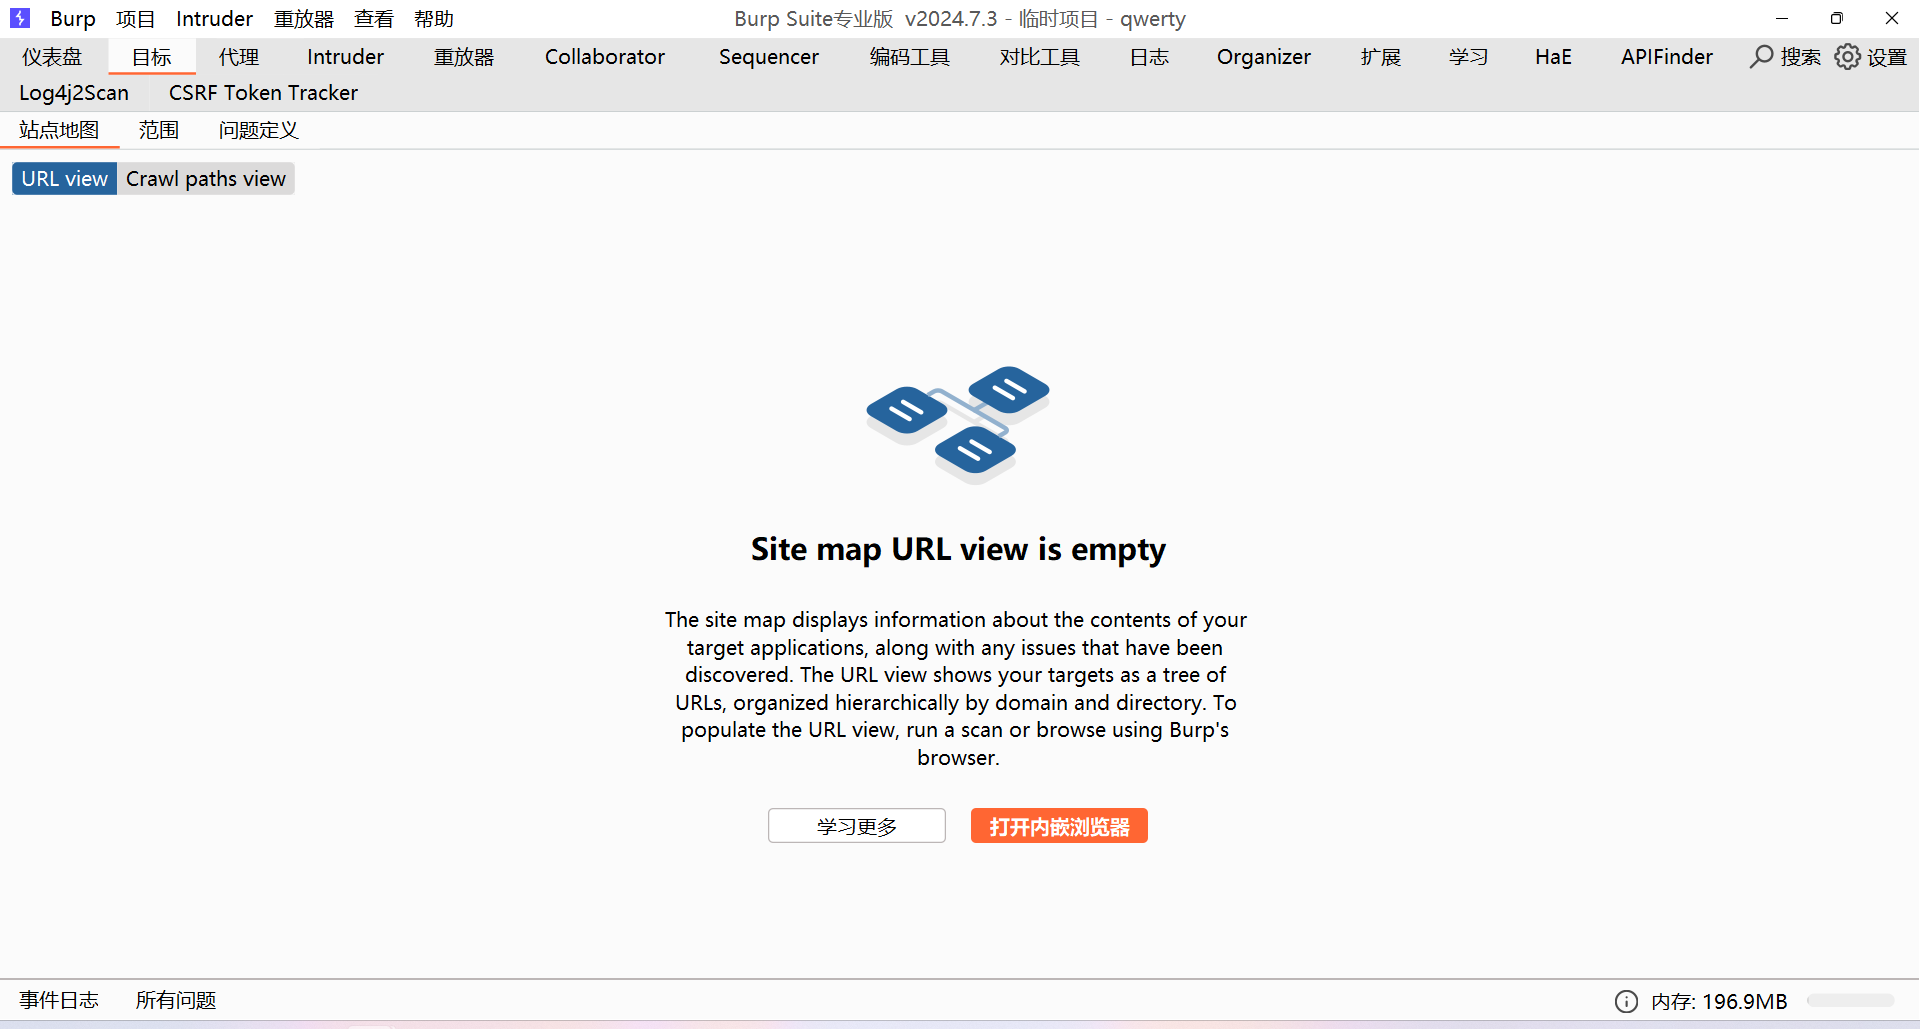 Burp 项目 Intruder 重放器 查看 帮助 Burp Suite专业版 v2024.7.3 - 临时项目 - qwerty
仪表盘 目标 代理 Intruder 重放器 Collaborator Sequencer 编码工具 对比工具 日志 Organizer 扩展 学习 HaE APIFinder 搜索 设置
Log4j2Scan CSRF Token Tracker
站点地图 范围 问题定义
URL view Crawl paths view
Site map URL view is empty
The site map displays information about the contents of your
target applications, along with any issues that have been
discovered. The URL view shows your targets as a tree of
URLs, organized hierarchically by domain and directory. To
populate the URL view, run a scan or browse using Burp's
browser.
学习更多 打开内嵌浏览器
事件日志 所有问题 内存: 196.9MB